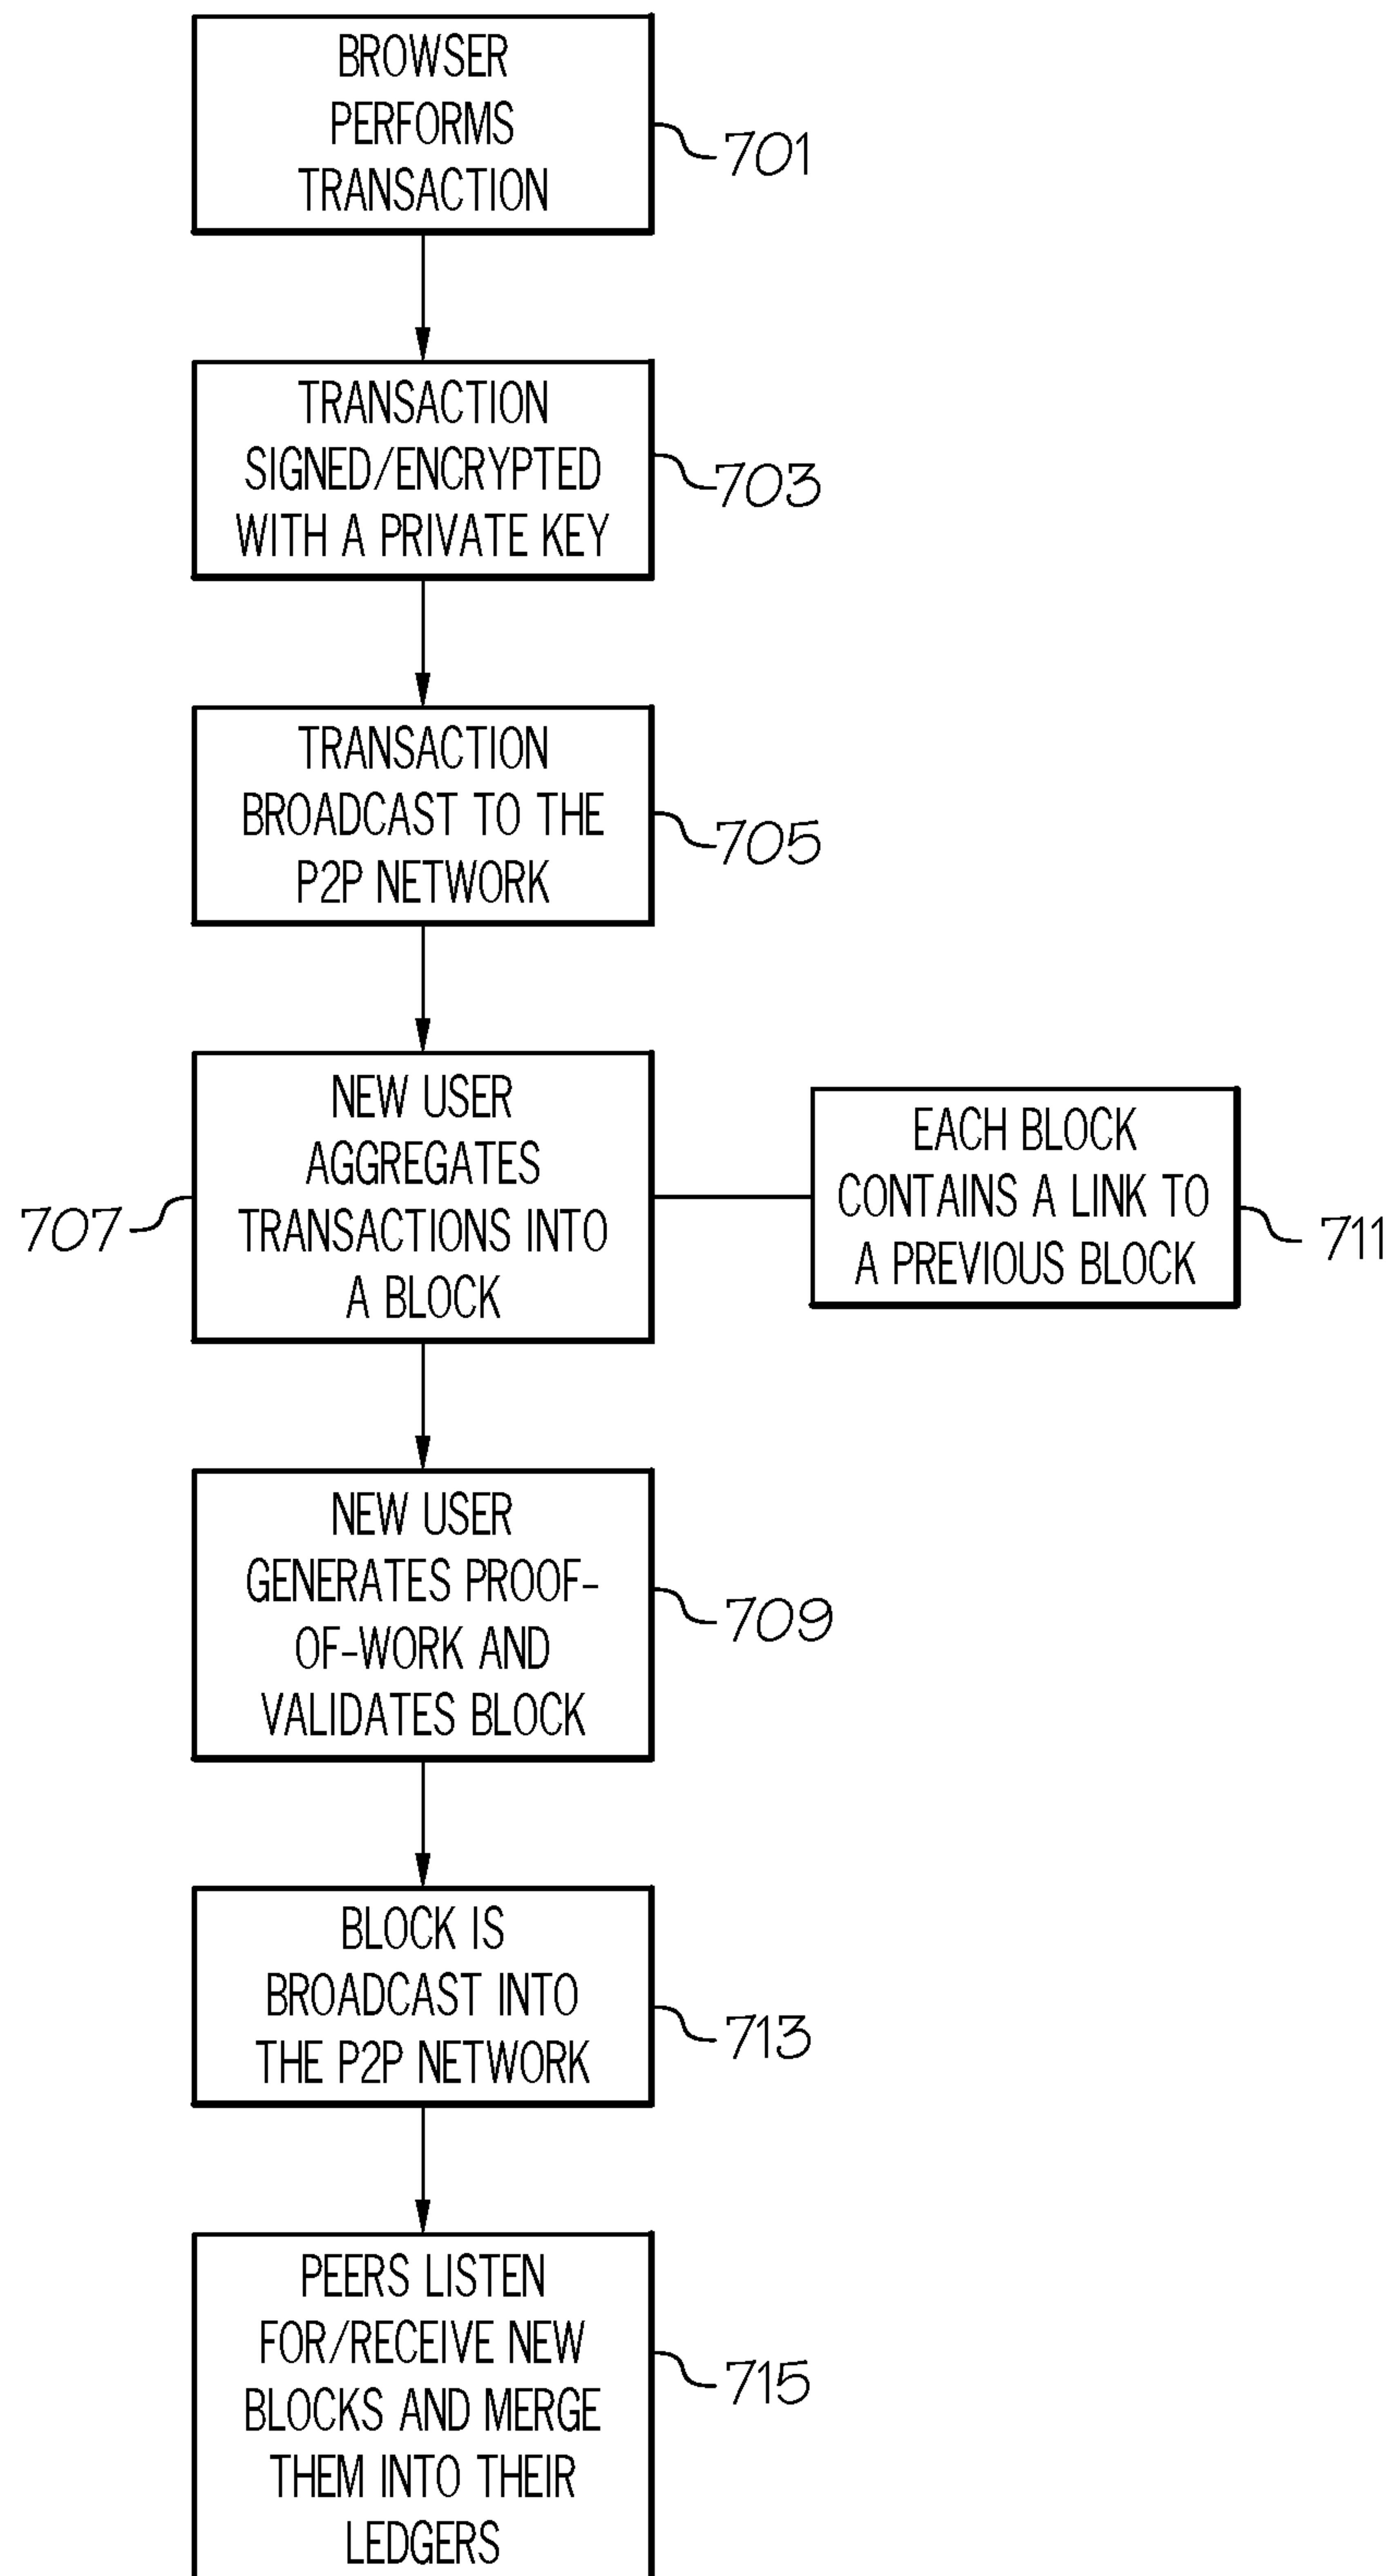 BROWSER
PERFORMS
TRANSACTION
701
TRANSACTION
SIGNED/ENCRYPTED
WITH A PRIVATE KEY
703
TRANSACTION
BROADCAST TO THE
P2P NETWORK
705
NEW USER
AGGREGATES
TRANSACTIONS INTO
A BLOCK
707
EACH BLOCK
CONTAINS A LINK TO
A PREVIOUS BLOCK
711
NEW USER
GENERATES PROOF-
OF-WORK AND
VALIDATES BLOCK
709
BLOCK IS
BROADCAST INTO
THE P2P NETWORK
713
PEERS LISTEN
FOR/RECEIVE NEW
BLOCKS AND MERGE
THEM INTO THEIR
LEDGERS
715